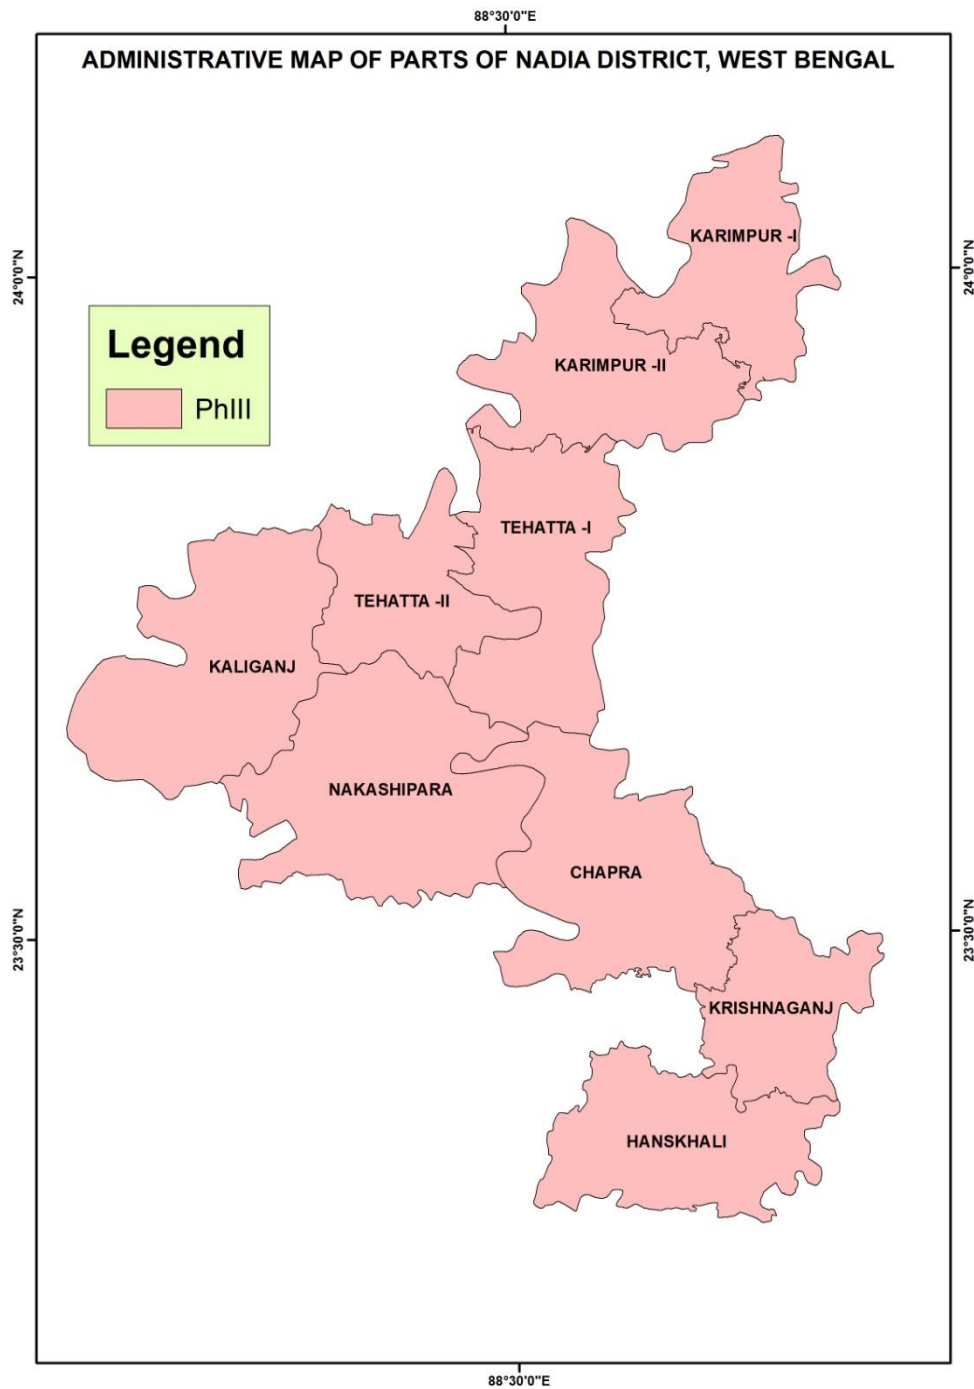 88°30'0"E
ADMINISTRATIVE MAP OF PARTS OF NADIA DISTRICT, WEST BENGAL
KARIMPUR -I
24°0'0"N
24°0'0"N
Legend
PhIII
KARIMPUR -II
TEHATTA -I
TEHATTA -II
KALIGANJ
NAKASHIPARA
CHAPRA
23°30'0"N
23°30'0"N
KRISHNAGANJ
HANSKHALI
88°30'0"E